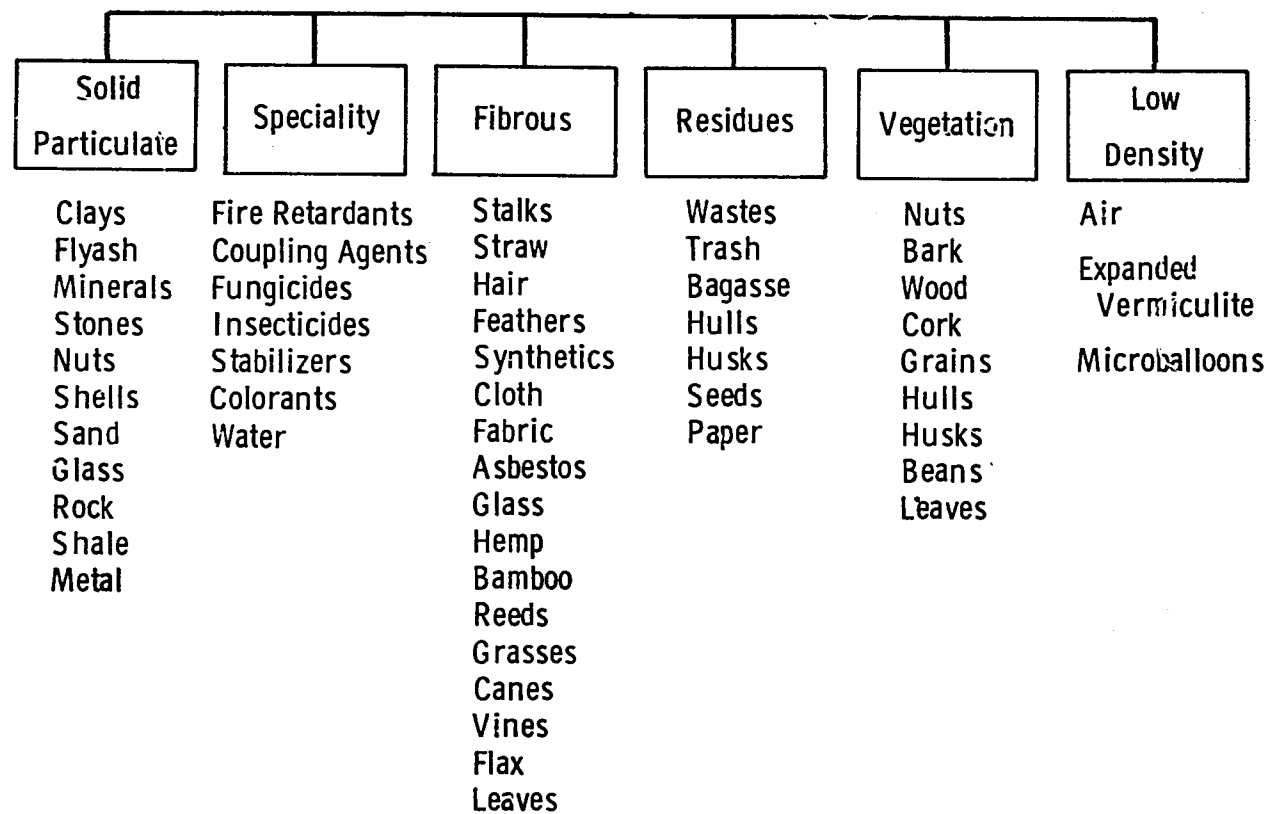 Solid
Particulate
Speciality
Fibrous
Residues
Vegetation
Low
Density
Clays
Flyash
Minerals
Stones
Nuts
Shells
Sand
Glass
Rock
Shale
Metal
Fire Retardants
Coupling Agents
Fungicides
Insecticides
Stabilizers
Colorants
Water
Stalks
Straw
Hair
Feathers
Synthetics
Cloth
Fabric
Asbestos
Glass
Hemp
Bamboo
Reeds
Grasses
Canes
Vines
Flax
Leaves
Wastes
Trash
Bagasse
Hulls
Husks
Seeds
Paper
Nuts
Bark
Wood
Cork
Grains
Hulls
Husks
Beans
Leaves
Air
Expanded
Vermiculite
Microballoons